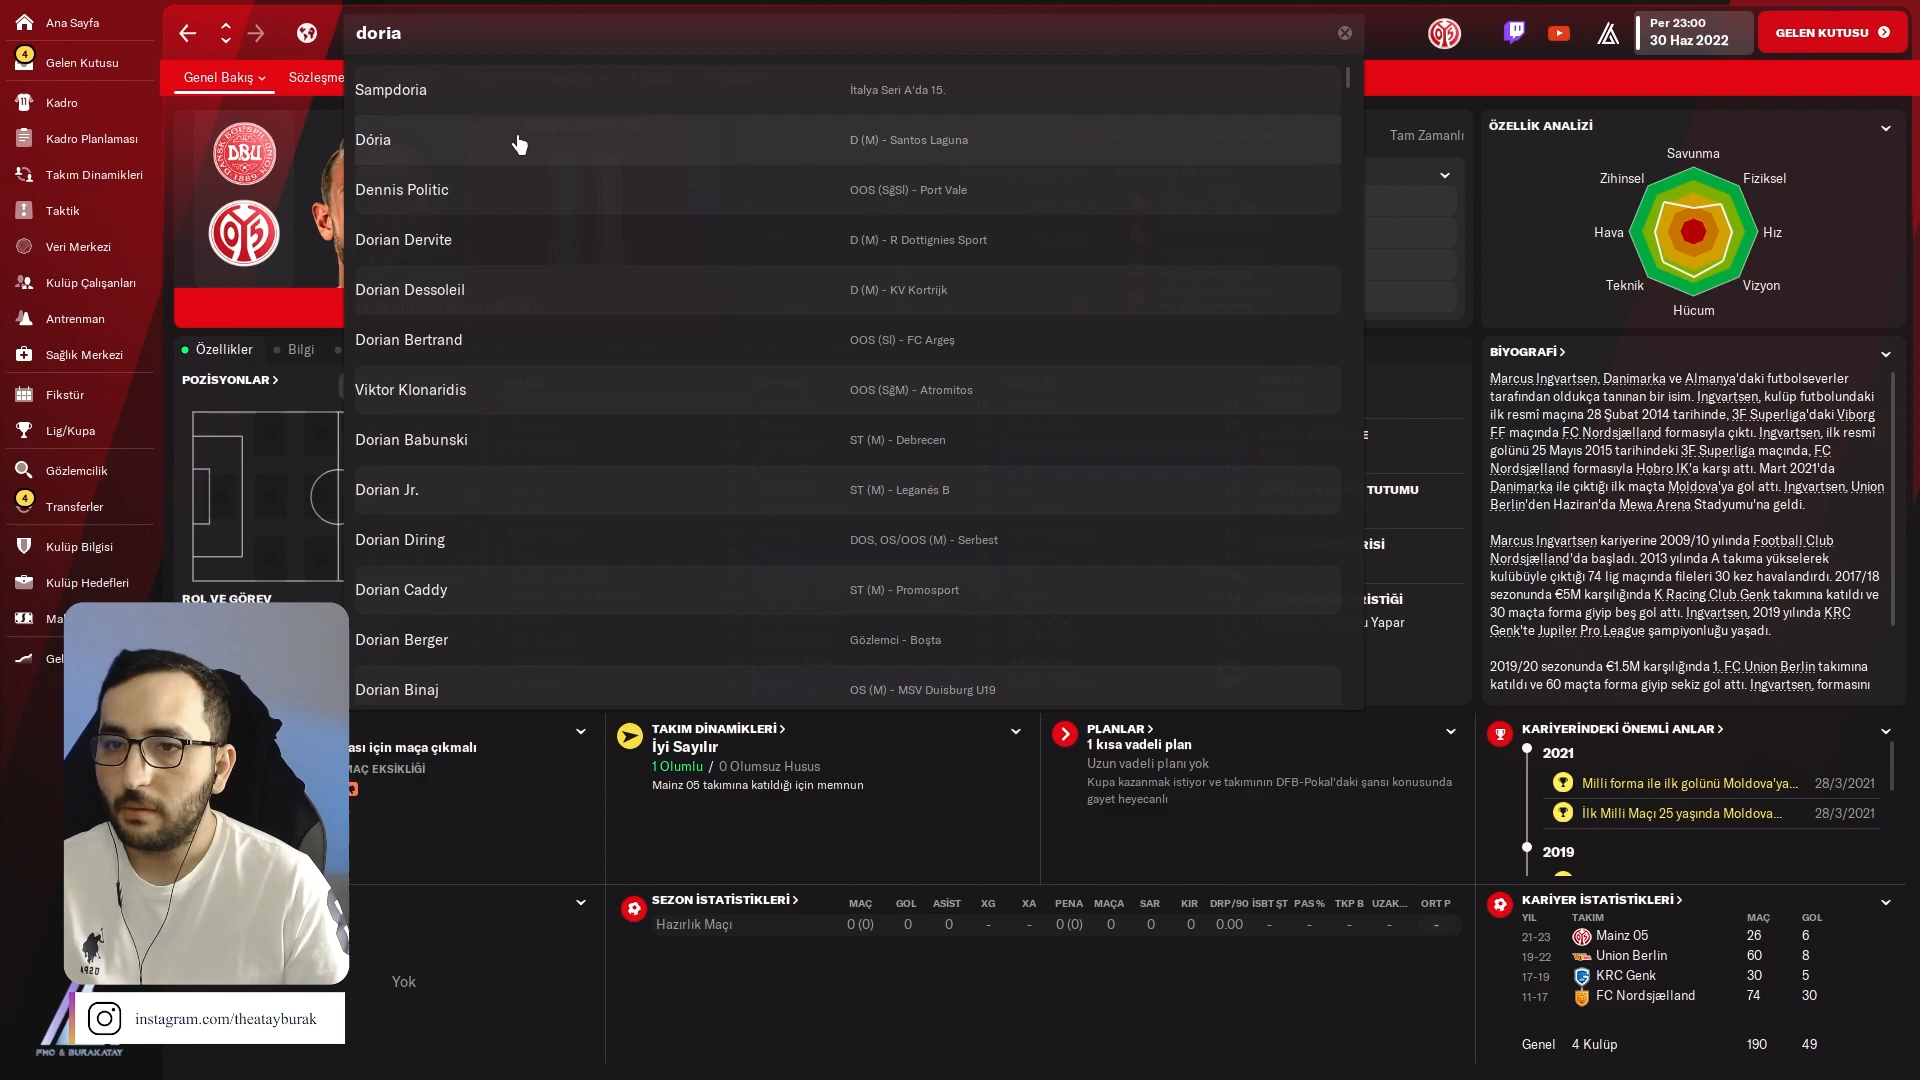 Ana Sayfa
4
Gelen Kutusu
Kadro
Kadro Planlaması
Takım Dinamikleri
Taktik
Veri Merkezi
Kulüp Çalışanları
Antrenman
Sağlık Merkezi
Fikstür
Lig/Kupa
Gözlemcilik
4
Transferler
Kulüp Bilgisi
Kulüp Hedefleri
doria
Per 23:00
30 Haz 2022
GELEN KUTUSU
Genel Bakış
Sözleşme
Sampdoria
İtalya Seri A'da 15.
Dória
D (M) - Santos Laguna
Dennis Politic
OOS (SğSl) - Port Vale
Dorian Dervite
D (M) - R Dottignies Sport
Dorian Dessoleil
D (M) - KV Kortrijk
Dorian Bertrand
OOS (Sl) - FC Argeş
Viktor Klonaridis
OOS (SğM) - Atromitos
Dorian Babunski
ST (M) - Debrecen
Dorian Jr.
ST (M) - Leganés B
Dorian Diring
DOS, OS/OOS (M) - Serbest
Dorian Caddy
ST (M) - Promosport
Dorian Berger
Gözlemci - Boşta
Dorian Binaj
OS (M) - MSV Duisburg U19
Özellikler
Bilgi
POZİSYONLAR
ROL VE GÖREV
Tam Zamanlı
TUTUMU
ÖZELLİK ANALİZİ
Savunma
Zihinsel
Fiziksel
Hava
Hız
Teknik
Vizyon
Hücum
BİYOGRAFİ
Marcus Ingvartsen, Danimarka ve Almanya'daki futbolseverler
tarafından oldukça tanınan bir isim. Ingvartsen, kulüp futbolundaki
ilk resmî maçına 28 Şubat 2014 tarihinde, 3F Superliga'daki Viborg
FF maçında FC Nordsjælland formasıyla çıktı. Ingvartsen, ilk resmî
golünü 25 Mayıs 2015 tarihindeki 3F Superliga maçında, FC
Nordsjælland formasıyla Hobro IK'a karşı attı. Mart 2021'da
Danimarka ile çıktığı ilk maçta Moldova'ya gol attı. Ingvartsen, Union
Berlin'den Haziran'da Mewa Arena Stadyumu'na geldi.
Marcus Ingvartsen kariyerine 2009/10 yılında Football Club
Nordsjælland'da başladı. 2013 yılında A takıma yükselerek
kulübüyle çıktığı 74 lig maçında fileleri 30 kez havalandırdı. 2017/18
sezonunda €5M karşılığında K Racing Club Genk takımına katıldı ve
30 maçta forma giyip beş gol attı. Ingvartsen, 2019 yılında KRC
Genk'te Jupiler Pro League şampiyonluğu yaşadı.
2019/20 sezonunda €1.5M karşılığında 1. FC Union Berlin takımına
katıldı ve 60 maçta forma giyip sekiz gol attı. Ingvartsen, formasını
ası için maça çıkmalı
MAÇ EKSİKLİĞİ
Yok
TAKIM DİNAMİKLERİ
İyi Sayılır
1 Olumlu / 0 Olumsuz Husus
Mainz 05 takımına katıldığı için memnun
PLANLAR
1 kısa vadeli plan
Uzun vadeli planı yok
Kupa kazanmak istiyor ve takımının DFB-Pokal'daki şansı konusunda
gayet heyecanlı
KARİYERİNDEKİ ÖNEMLİ ANLAR
2021
Milli forma ile ilk golünü Moldova'ya...
28/3/2021
İlk Milli Maçı 25 yaşında Moldova...
28/3/2021
2019
SEZON İSTATİSTİKLERİ
MAÇ GOL ASİST XG XA PENA MAÇA SAR KIR DRP/90 İSBT ŞT PAS % TKP B UZAK... ORT P
Hazırlık Maçı 0 (0) 0 0 - - 0 (0) 0 0 0 0.00 - - - - -
KARİYER İSTATİSTİKLERİ
YIL TAKIM MAÇ GOL
21-23 Mainz 05 26 6
19-22 Union Berlin 60 8
17-19 KRC Genk 30 5
11-17 FC Nordsjælland 74 30
Genel 4 Kulüp 190 49
instagram.com/theatayburak
FMC & BURAKATAY